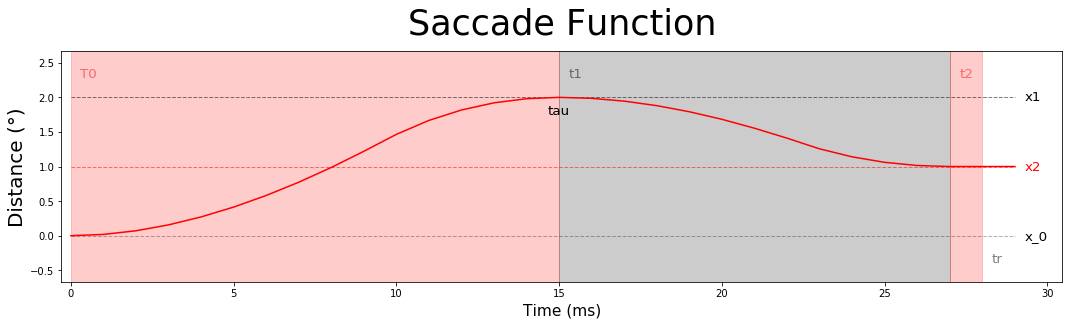 Saccade Function
Distance (°)
2.5
2.0
1.5
1.0
0.5
0.0
−0.5
T0
t1
t2
tau
x1
x2
x_0
tr
0
5
10
15
20
25
30
Time (ms)